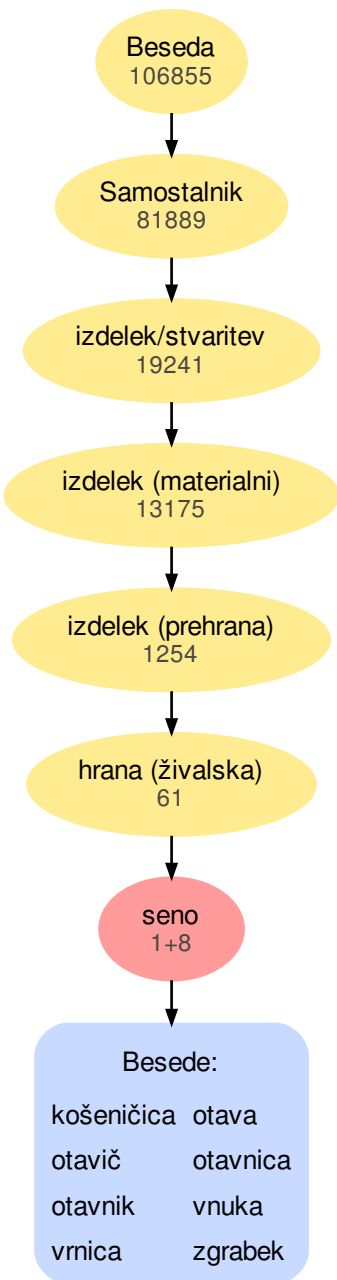 Beseda
106855
Samostalnik
81889
izdelek/stvaritev
19241
izdelek (materialni)
13175
izdelek (prehrana)
1254
hrana (živalska)
61
seno
1+8
Besede:
košeničica otava
otavič otavnica
otavnik vnuka
vrnica zgrabek